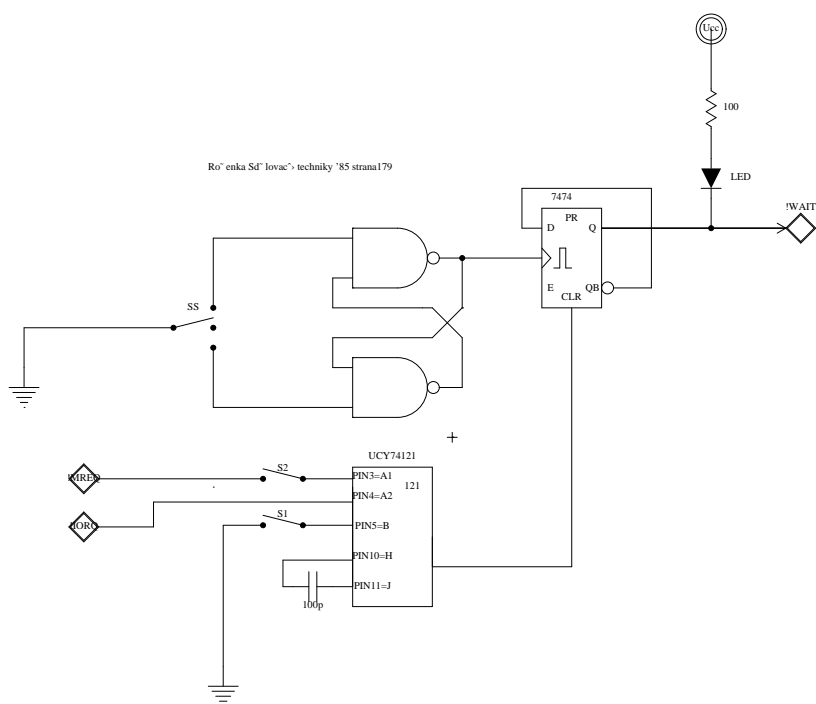 Ucc
100
Ro˘ enka Sd˘ lovacˆ› techniky '85 strana179
LED
7474
!WAIT
PR
D
Q
SS
E
QB
CLR
UCY74121
S2
!MREQ
PIN3=A1
121
PIN4=A2
S1
!IORQ
PIN5=B
PIN10=H
PIN11=J
100p